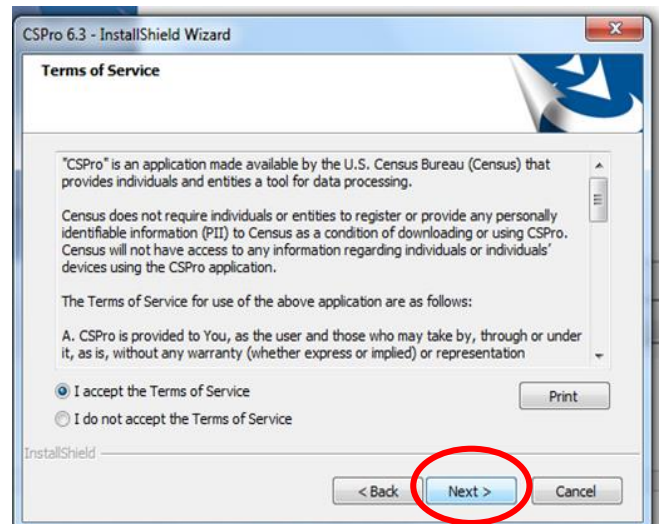 CSPro 6.3 - InstallShield Wizard
Terms of Service
"CSPro" is an application made available by the U.S. Census Bureau (Census) that
provides individuals and entities a tool for data processing.
Census does not require individuals or entities to register or provide any personally
identifiable information (PII) to Census as a condition of downloading or using CSPro.
Census will not have access to any information regarding individuals or individuals'
devices using the CSPro application.
The Terms of Service for use of the above application are as follows:
A. CSPro is provided to You, as the user and those who may take by, through or under
it, as is, without any warranty (whether express or implied) or representation
I accept the Terms of Service
Print
I do not accept the Terms of Service
InstallShield
< Back Next > Cancel